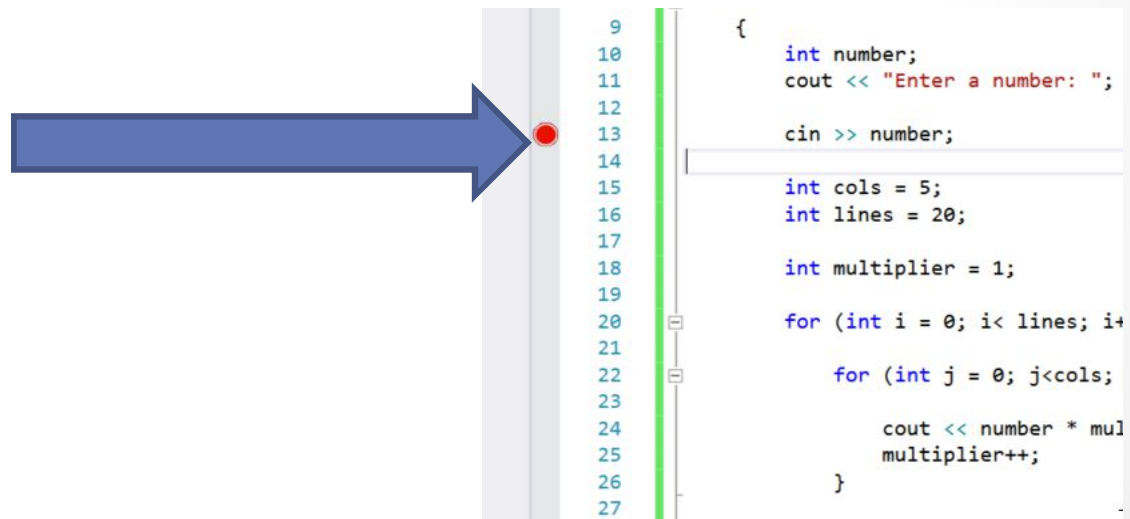 9 {
10 int number;
11 cout << "Enter a number: ";
12
13 cin >> number;
14
15 int cols = 5;
16 int lines = 20;
17
18 int multiplier = 1;
19
20 for (int i = 0; i< lines; i+
21
22 for (int j = 0; j<cols;
23
24 cout << number * mul
25 multiplier++;
26 }
27